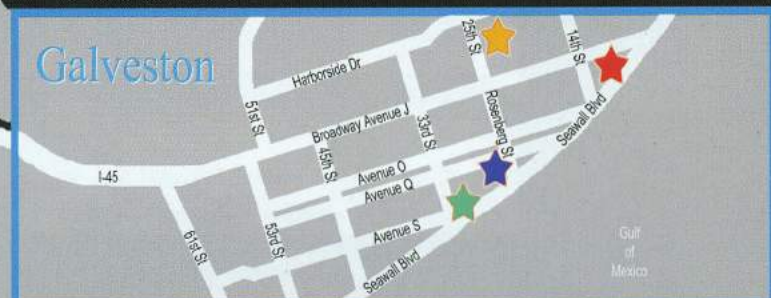 Galveston
Harborside Dr
25th St
14th St
51st St
Broadway Avenue J
33rd St
Rosenberg St
Seawall Blvd
45th St
Avenue O
Avenue Q
I-45
61st St
53rd St
Avenue S
Seawall Blvd
Gulf
of
Mexico